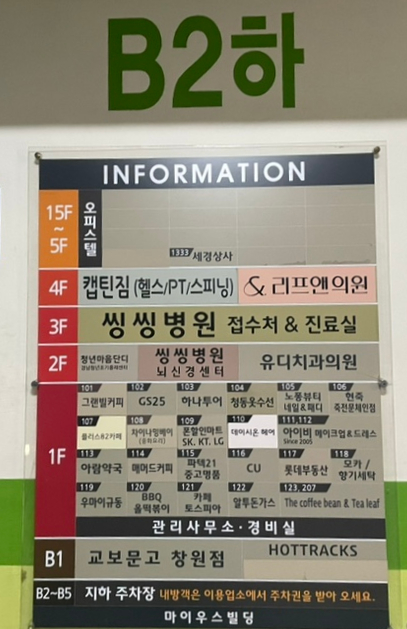 B2하
INFORMATION
15F ~ 5F 오피스텔
1333 세경상사
4F 캡틴짐 (헬스/PT/스피닝) & 리프앤의원
3F 씽씽병원 접수처 & 진료실
2F 청년마음단디 씽씽병원 뇌신경센터 유디치과의원
1F
101 그랜빌커피 102 GS25 103 하나투어 104 청동옷수선 105 노퐁뷰티 네일&패디 106 현죽 죽전문체인점
107 플러스82카페 108 차이나팅베이 109 폰할인마트 SK. KT. LG 110 데이시온 헤어 111,112 아이비 메이크업&드레스 Since 2005
113 아람약국 114 매머드커피 115 파텍21 중고명품 116 CU 117 롯데부동산 118 모카/향기세탁
119 우마이규동 120 BBQ 올떡볶이 121 카페 토스피아 122 알투돈가스 123, 207 The coffee bean & Tea leaf
관리사무소·경비실
B1 교보문고 창원점 HOTTRACKS
B2~B5 지하 주차장 내방객은 이용업소에서 주차권을 받아 오세요.
마이우스빌딩